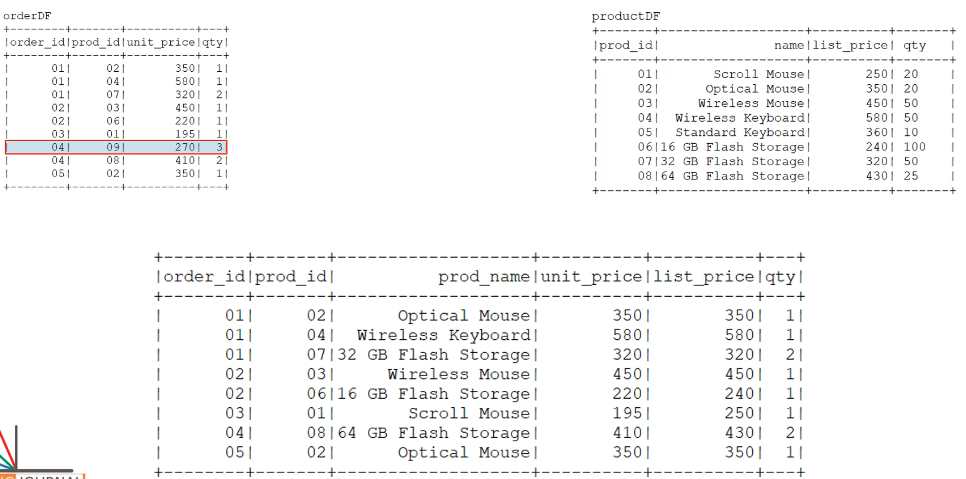 orderDF
+--------+-------+----------+---+
|order_id|prod_id|unit_price|qty|
+--------+-------+----------+---+
|      01|     02|       350|  1|
|      01|     04|       580|  1|
|      01|     07|       320|  2|
|      02|     03|       450|  1|
|      02|     06|       220|  1|
|      03|     01|       195|  1|
|      04|     09|       270|  3|
|      04|     08|       410|  2|
|      05|     02|       350|  1|
+--------+-------+----------+---+
productDF
+-------+-------------------+----------+-------+
|prod_id|               name|list_price| qty   |
+-------+-------------------+----------+-------+
|     01|       Scroll Mouse|       250| 20    |
|     02|      Optical Mouse|       350| 20    |
|     03|     Wireless Mouse|       450| 50    |
|     04|  Wireless Keyboard|       580| 50    |
|     05|  Standard Keyboard|       360| 10    |
|     06|16 GB Flash Storage|       240| 100   |
|     07|32 GB Flash Storage|       320| 50    |
|     08|64 GB Flash Storage|       430| 25    |
+-------+-------------------+----------+-------+
+--------+-------+-------------------+----------+----------+---+
|order_id|prod_id|          prod_name|unit_price|list_price|qty|
+--------+-------+-------------------+----------+----------+---+
|      01|     02|      Optical Mouse|       350|       350|  1|
|      01|     04|  Wireless Keyboard|       580|       580|  1|
|      01|     07|32 GB Flash Storage|       320|       320|  2|
|      02|     03|     Wireless Mouse|       450|       450|  1|
|      02|     06|16 GB Flash Storage|       220|       240|  1|
|      03|     01|       Scroll Mouse|       195|       250|  1|
|      04|     08|64 GB Flash Storage|       410|       430|  2|
|      05|     02|      Optical Mouse|       350|       350|  1|
+--------+-------+-------------------+----------+----------+---+